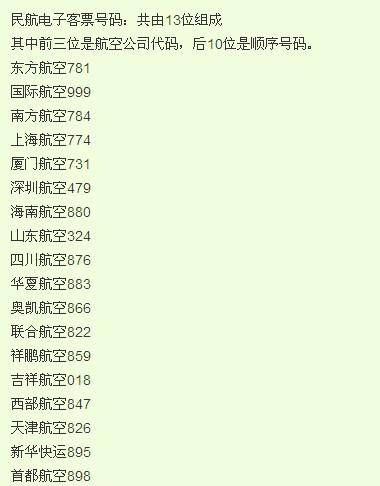 民航电子客票号码：共由13位组成
其中前三位是航空公司代码，后10位是顺序号码。
东方航空781
国际航空999
南方航空784
上海航空774
厦门航空731
深圳航空479
海南航空880
山东航空324
四川航空876
华夏航空883
奥凯航空866
联合航空822
祥鹏航空859
吉祥航空018
西部航空847
天津航空826
新华快运895
首都航空898